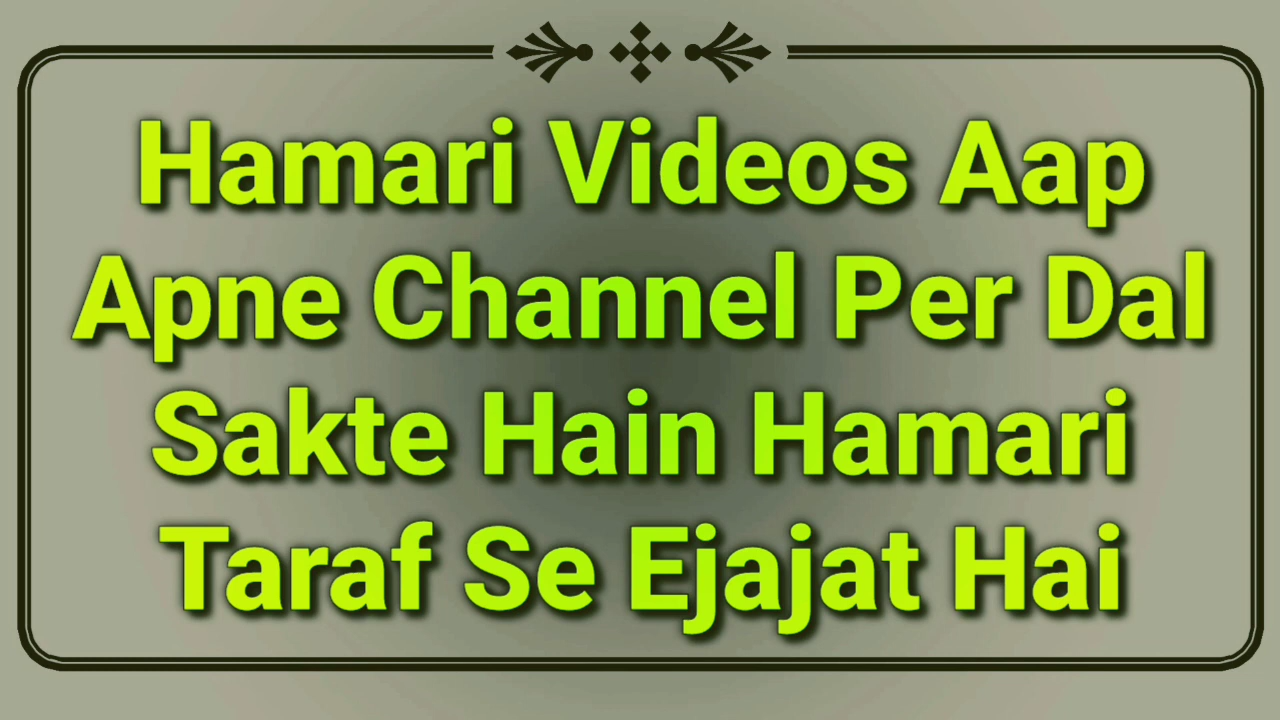 Hamari Videos Aap
Apne Channel Per Dal
Sakte Hain Hamari
Taraf Se Ejajat Hai